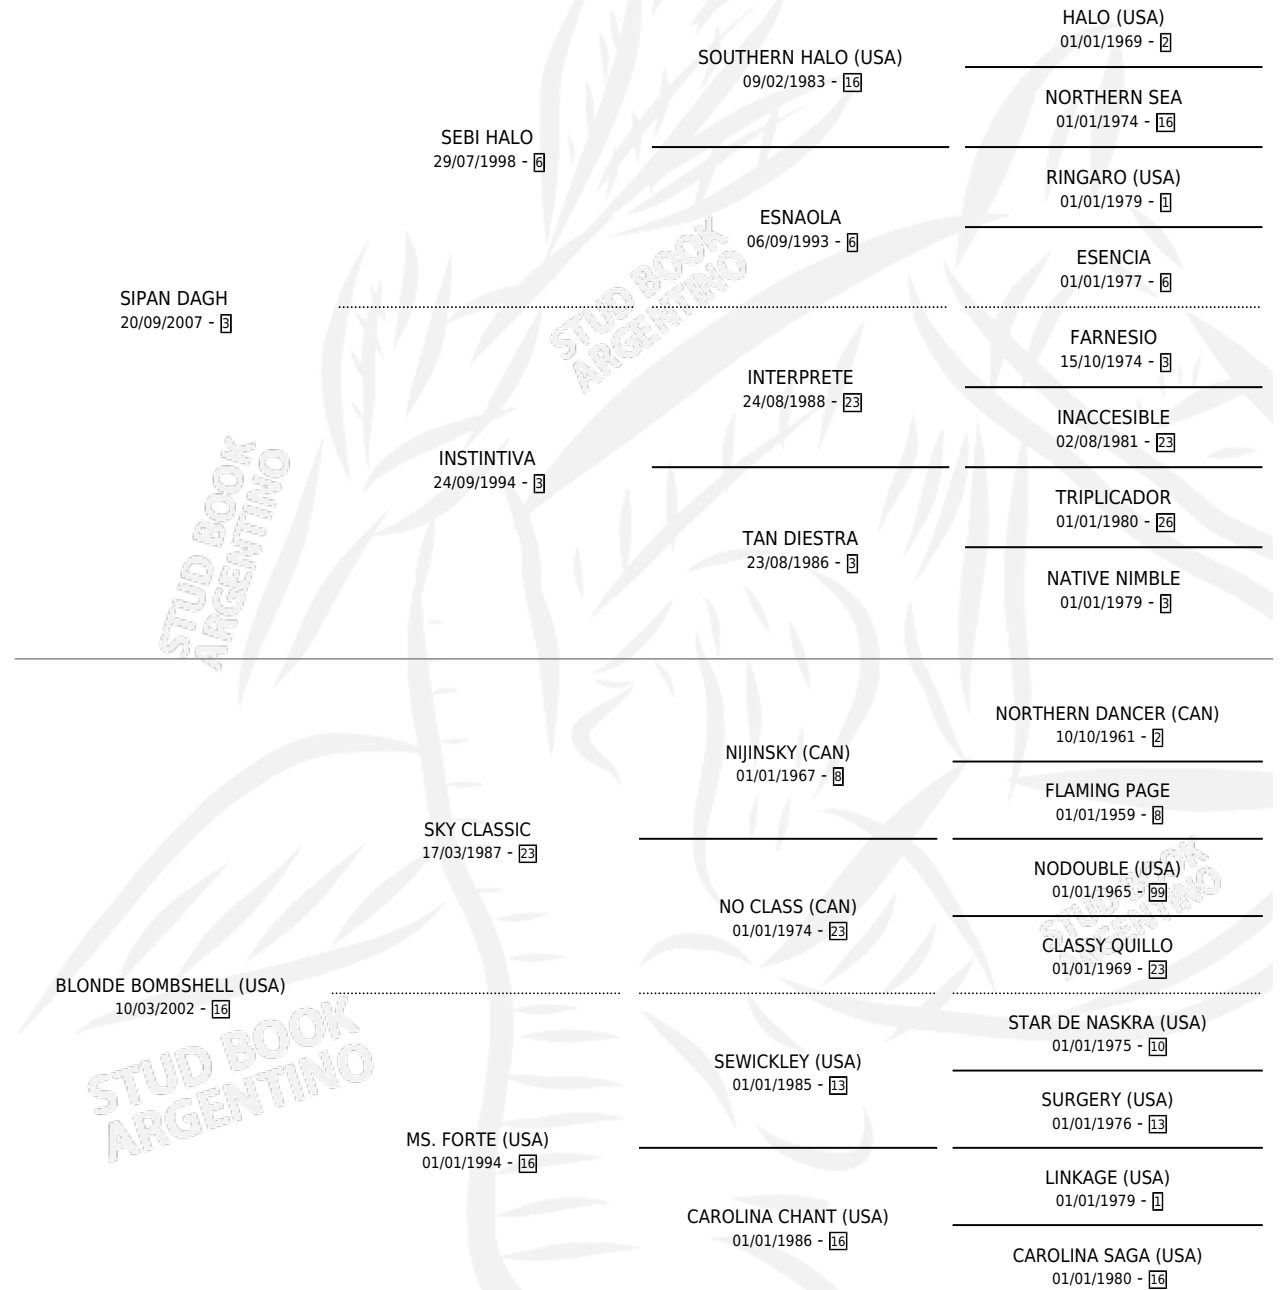 HALO (USA)
01/01/1969 - 2
SOUTHERN HALO (USA)
09/02/1983 - 16
NORTHERN SEA
01/01/1974 - 16
SEBI HALO
29/07/1998 - 6
RINGARO (USA)
01/01/1979 - 1
ESNAOLA
06/09/1993 - 6
ESENCIA
01/01/1977 - 6
SIPAN DAGH
20/09/2007 - 3
STUD BOOK
ARGENTINO
FARNESIO
15/10/1974 - 3
INTERPRETE
24/08/1988 - 23
INACCESIBLE
02/08/1981 - 23
INSTINTIVA
24/09/1994 - 3
TRIPLICADOR
01/01/1980 - 26
TAN DIESTRA
23/08/1986 - 3
NATIVE NIMBLE
01/01/1979 - 3
STUD BOOK
ARGENTINO
NORTHERN DANCER (CAN)
10/10/1961 - 2
NIJINSKY (CAN)
01/01/1967 - 8
FLAMING PAGE
01/01/1959 - 8
SKY CLASSIC
17/03/1987 - 23
NODOUBLE (USA)
01/01/1965 - 99
NO CLASS (CAN)
01/01/1974 - 23
STUD BOOK
ARGENTINO
CLASSY QUILLO
01/01/1969 - 23
BLONDE BOMBSHELL (USA)
10/03/2002 - 16
STUD BOOK
ARGENTINO
STAR DE NASKRA (USA)
01/01/1975 - 10
SEWICKLEY (USA)
01/01/1985 - 13
SURGERY (USA)
01/01/1976 - 13
MS. FORTE (USA)
01/01/1994 - 16
LINKAGE (USA)
01/01/1979 - 1
CAROLINA CHANT (USA)
01/01/1986 - 16
CAROLINA SAGA (USA)
01/01/1980 - 16